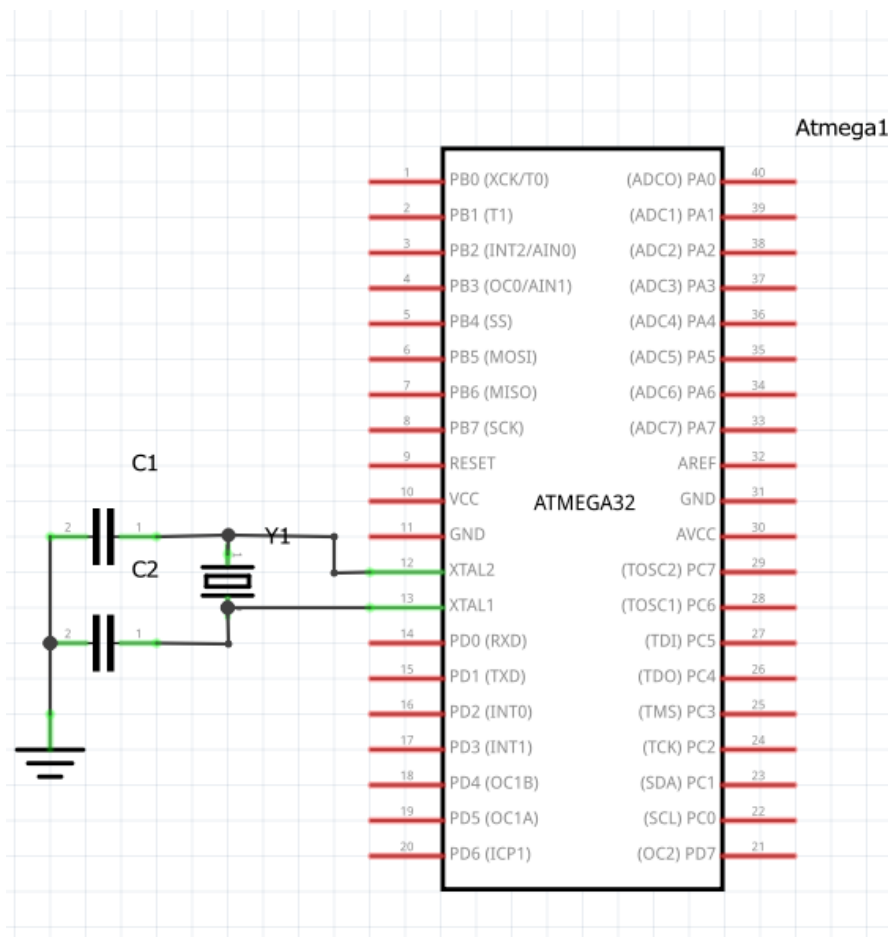 Atmega1
1 PB0 (XCK/T0) (ADC0) PA0 40
2 PB1 (T1) (ADC1) PA1 39
3 PB2 (INT2/AIN0) (ADC2) PA2 38
4 PB3 (OC0/AIN1) (ADC3) PA3 37
5 PB4 (SS) (ADC4) PA4 36
6 PB5 (MOSI) (ADC5) PA5 35
7 PB6 (MISO) (ADC6) PA6 34
8 PB7 (SCK) (ADC7) PA7 33
C1
9 RESET AREF 32
10 VCC GND 31
ATMEGA32
2 1 Y1 11 GND AVCC 30
1
C2
12 XTAL2 (TOSC2) PC7 29
13 XTAL1 (TOSC1) PC6 28
2 1 14 PD0 (RXD) (TDI) PC5 27
15 PD1 (TXD) (TDO) PC4 26
16 PD2 (INT0) (TMS) PC3 25
17 PD3 (INT1) (TCK) PC2 24
18 PD4 (OC1B) (SDA) PC1 23
19 PD5 (OC1A) (SCL) PC0 22
20 PD6 (ICP1) (OC2) PD7 21